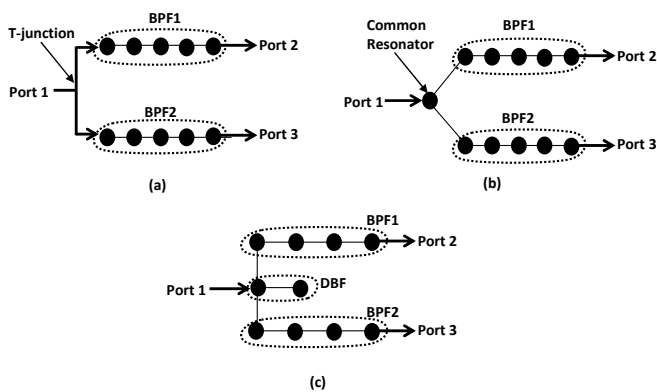 T-junction
BPF1
Port 2
Port 1
BPF2
Port 3
(a)
Common
Resonator
BPF1
Port 2
Port 1
BPF2
Port 3
(b)
BPF1
Port 2
Port 1
DBF
BPF2
Port 3
(c)